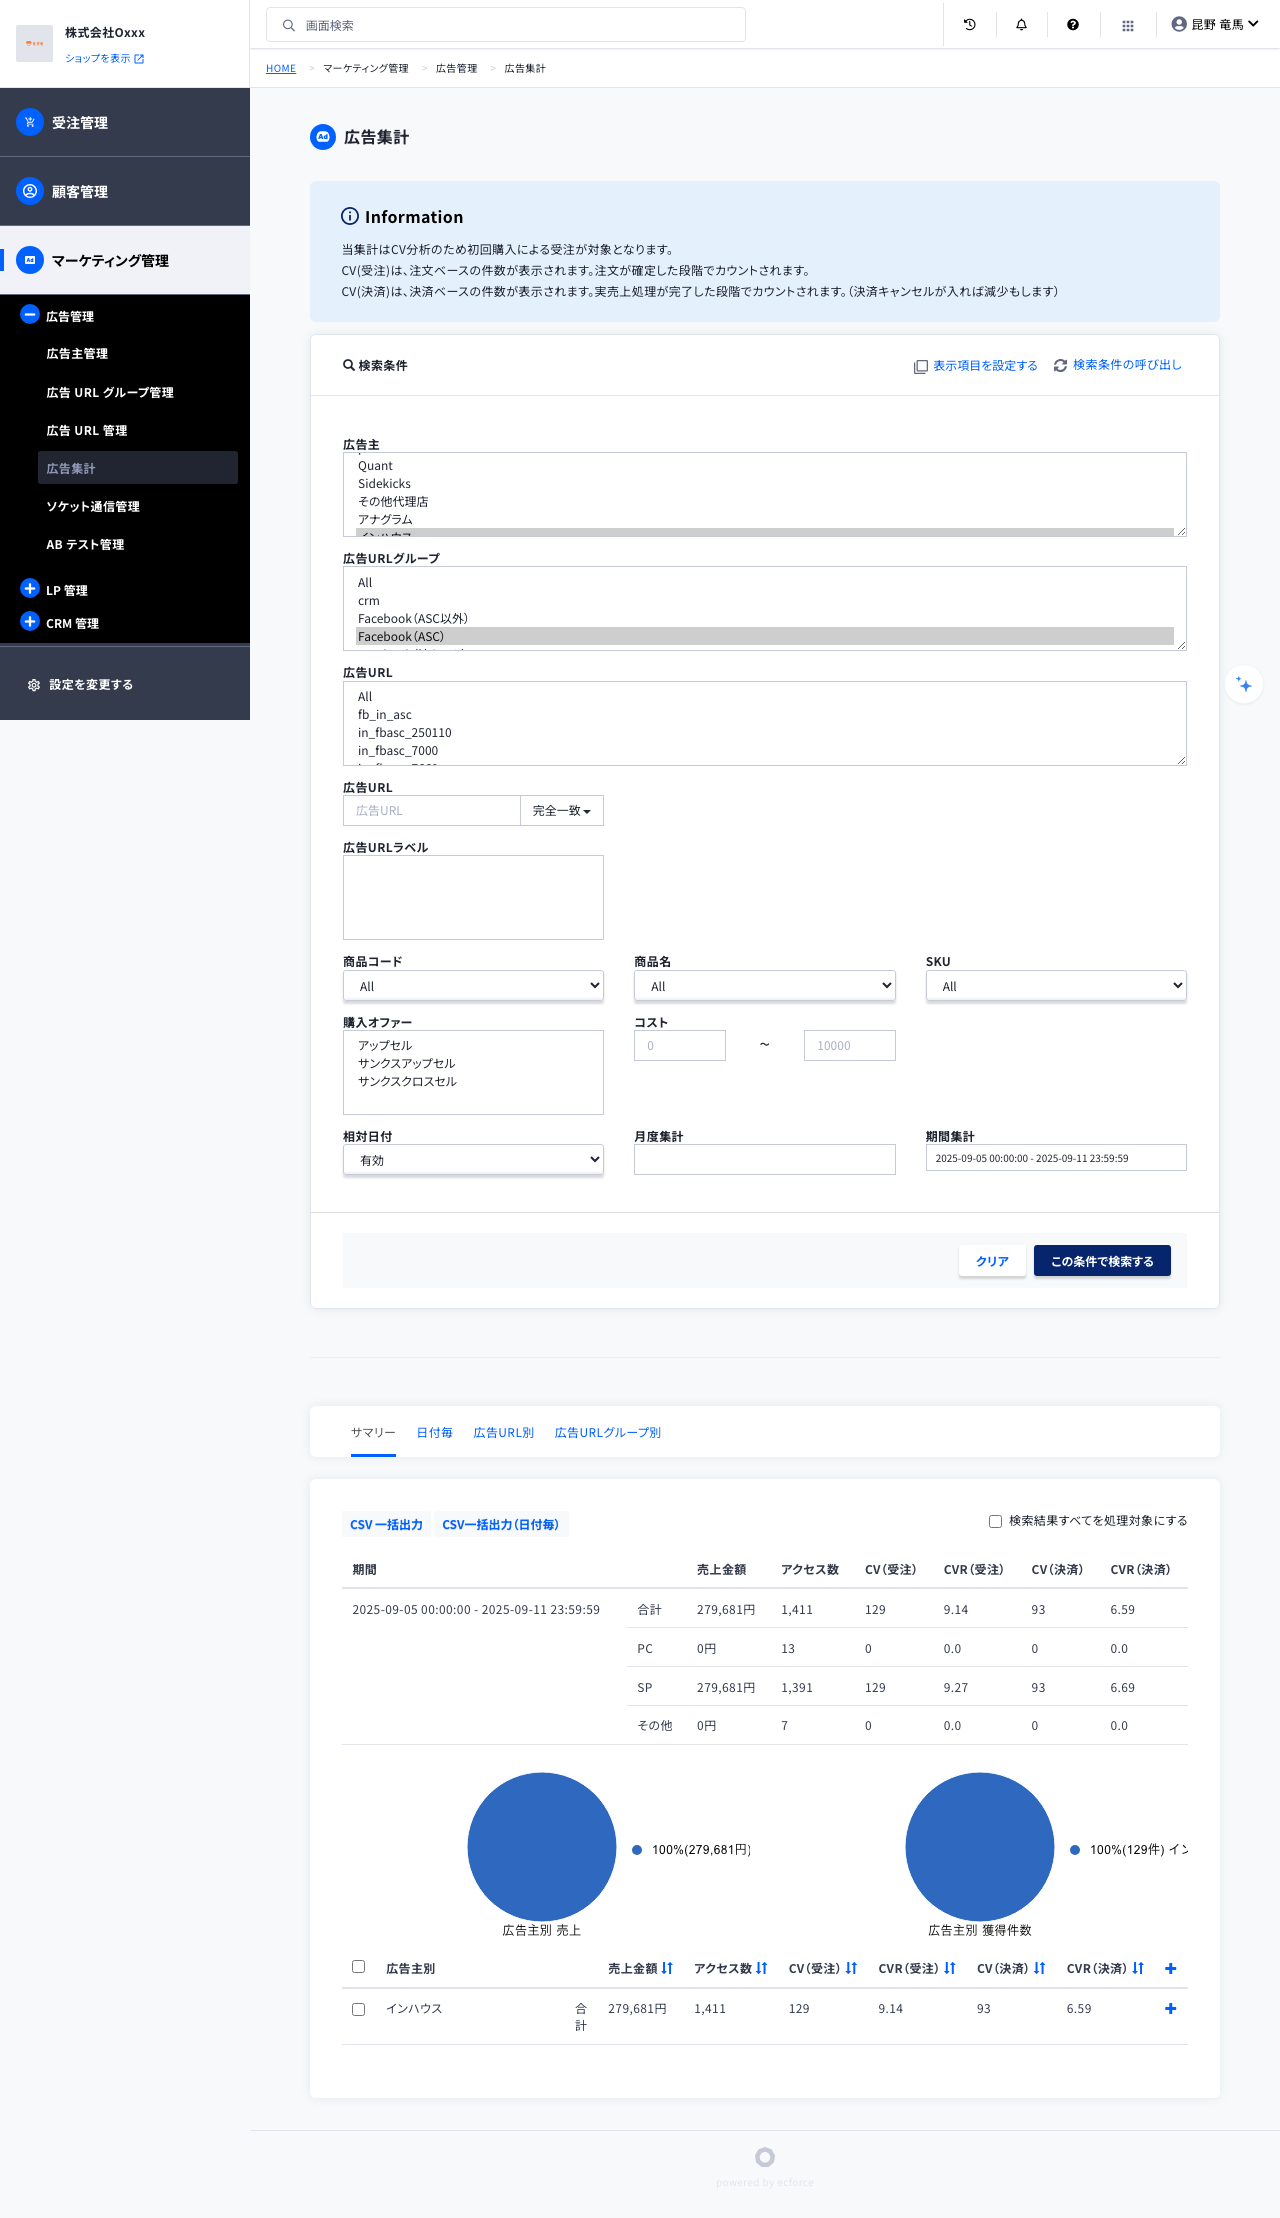 株式会社Oxxx
ショップを表示
画面検索
昆野 竜馬
HOME > マーケティング管理 > 広告管理 > 広告集計
受注管理
顧客管理
マーケティング管理
広告管理
広告主管理
広告 URL グループ管理
広告 URL 管理
広告集計
ソケット通信管理
AB テスト管理
LP 管理
CRM 管理
設定を変更する
Ad 広告集計
Information
当集計はCV分析のため初回購入による受注が対象となります。
CV(受注)は、注文ベースの件数が表示されます。注文が確定した段階でカウントされます。
CV(決済)は、決済ベースの件数が表示されます。実売上処理が完了した段階でカウントされます。（決済キャンセルが入れば減少もします）
検索条件 表示項目を設定する 検索条件の呼び出し
広告主
Quant
Sidekicks
その他代理店
アナグラム
インハウス
広告URLグループ
All
crm
Facebook（ASC以外）
Facebook（ASC）
広告URL
All
fb_in_asc
in_fbasc_250110
in_fbasc_7000
広告URL
広告URL 完全一致
広告URLラベル
商品コード 商品名 SKU
All All All
購入オファー コスト
アップセル 0 ～ 10000
サンクスアップセル
サンクスクロスセル
相対日付 月度集計 期間集計
有効 2025-09-05 00:00:00 - 2025-09-11 23:59:59
クリア この条件で検索する
サマリー 日付毎 広告URL別 広告URLグループ別
CSV 一括出力 CSV一括出力（日付毎） 検索結果すべてを処理対象にする
期間 売上金額 アクセス数 CV（受注） CVR（受注） CV（決済） CVR（決済）
2025-09-05 00:00:00 - 2025-09-11 23:59:59 合計 279,681円 1,411 129 9.14 93 6.59
PC 0円 13 0 0.0 0 0.0
SP 279,681円 1,391 129 9.27 93 6.69
その他 0円 7 0 0.0 0 0.0
100%(279,681円) 100%(129件) イン
広告主別 売上 広告主別 獲得件数
広告主別 売上金額 アクセス数 CV（受注） CVR（受注） CV（決済） CVR（決済）
インハウス 合計 279,681円 1,411 129 9.14 93 6.59
powered by ecforce